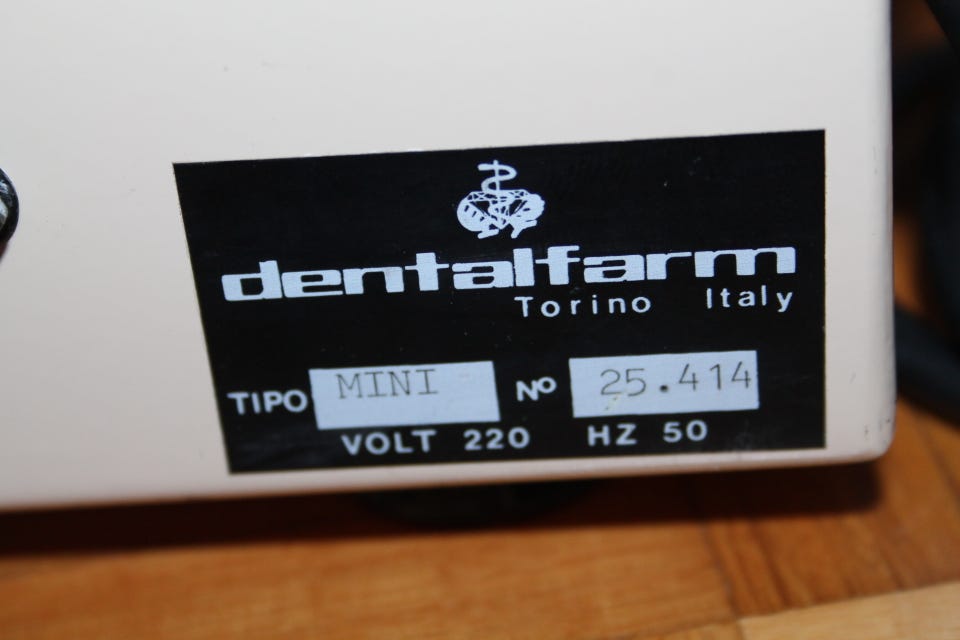 dentalfarm
Torino Italy
TIPO MINI Nº 25.414
VOLT 220 HZ 50